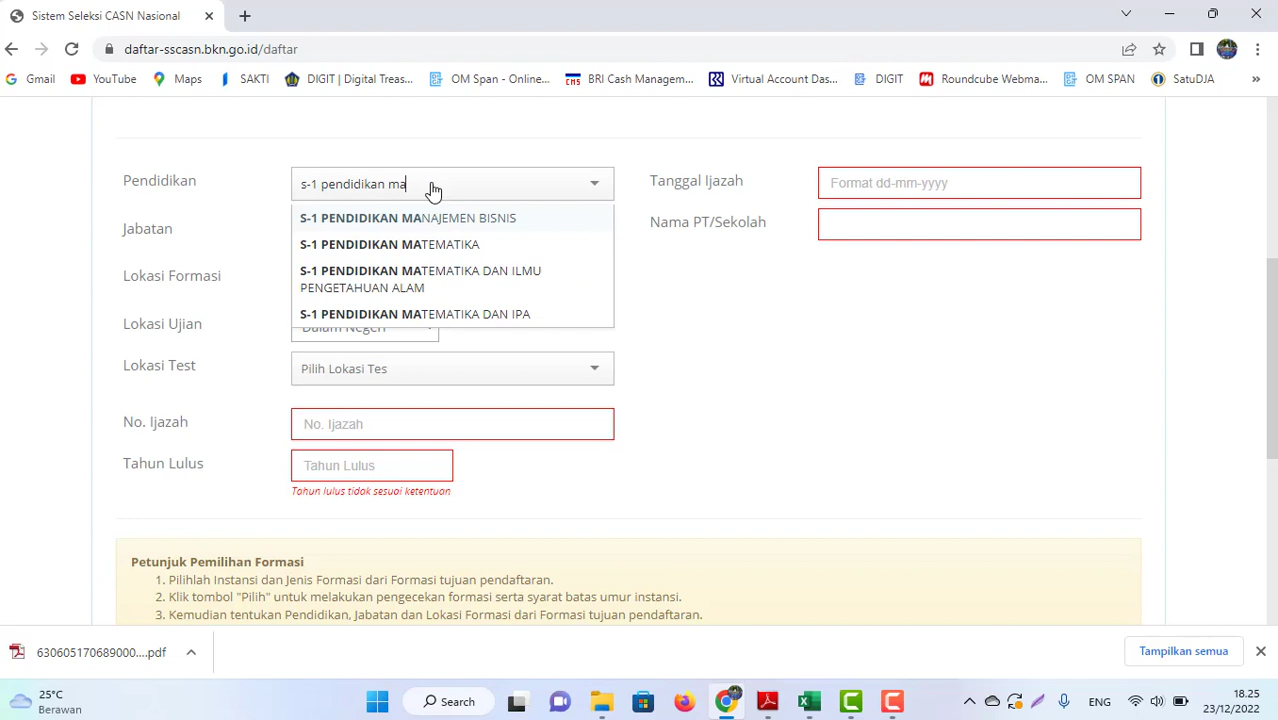 Sistem Seleksi CASN Nasional
daftar-sscasn.bkn.go.id/daftar
Gmail
YouTube
Maps
SAKTI
DIGIT | Digital Treas...
OM Span - Online...
BRI Cash Managem...
Virtual Account Das...
DIGIT
Roundcube Webma...
OM SPAN
SatuDJA
»
Pendidikan
s-1 pendidikan ma
Tanggal Ijazah
Format dd-mm-yyyy
S-1 PENDIDIKAN MANAJEMEN BISNIS
Nama PT/Sekolah
Jabatan
S-1 PENDIDIKAN MATEMATIKA
Lokasi Formasi
S-1 PENDIDIKAN MATEMATIKA DAN ILMU
PENGETAHUAN ALAM
S-1 PENDIDIKAN MATEMATIKA DAN IPA
Lokasi Ujian
Dalam Negeri
Lokasi Test
Pilih Lokasi Tes
No. Ijazah
No. Ijazah
Tahun Lulus
Tahun Lulus
Tahun lulus tidak sesuai ketentuan
Petunjuk Pemilihan Formasi
1. Pilihlah Instansi dan Jenis Formasi dari Formasi tujuan pendaftaran.
2. Klik tombol "Pilih" untuk melakukan pengecekan formasi serta syarat batas umur instansi.
3. Kemudian tentukan Pendidikan, Jabatan dan Lokasi Formasi dari Formasi tujuan pendaftaran.
630605170689000....pdf
Tampilkan semua
25°C
Berawan
Search
ENG
18.25
23/12/2022